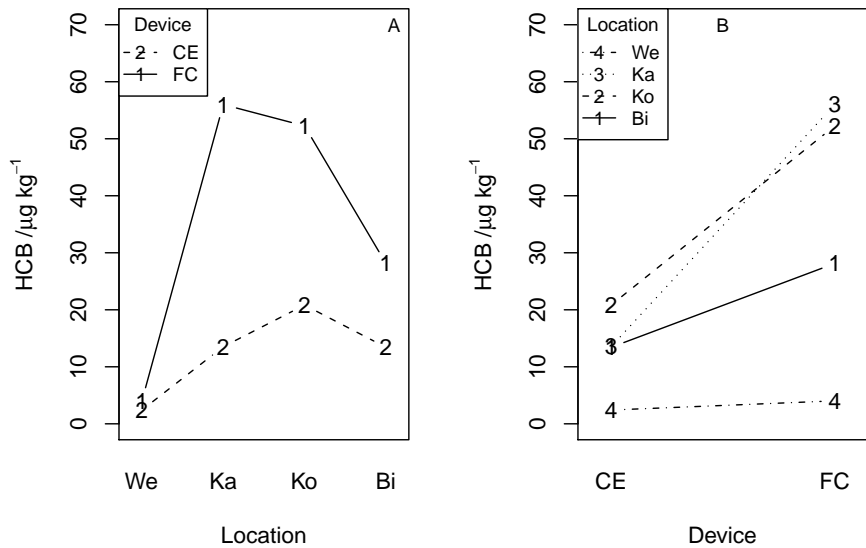 A
Device
2 CE
1 FC
70
60
50
40
30
20
10
0
HCB /µg kg⁻¹
1
1
1
1
2
2
2
2
We Ka Ko Bi
Location
B
Location
4 We
3 Ka
2 Ko
1 Bi
70
60
50
40
30
20
10
0
HCB /µg kg⁻¹
3
2
2
1
3
1
4
4
CE FC
Device